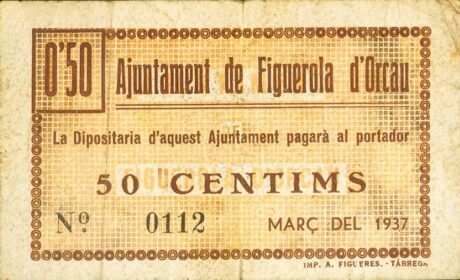 0'50 Ajuntament de Figuerola d'Orcau
La Dipositaria d'aquest Ajuntament pagarà al portador
50 CENTIMS
Nº 0112 MARÇ DEL 1937
IMP. A. FIGUERES. - TÀRREGA